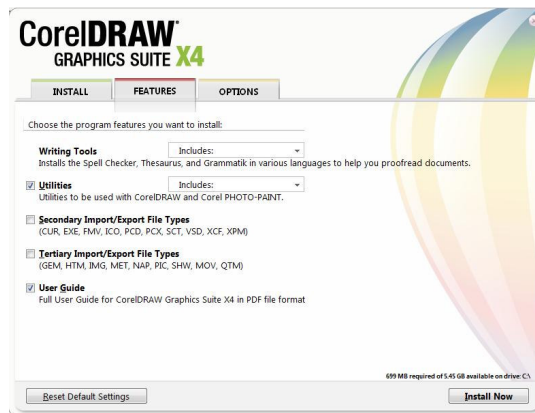 CorelDRAW
GRAPHICS SUITE X4
INSTALL FEATURES OPTIONS
Choose the program features you want to install:
Writing Tools Includes:
Installs the Spell Checker, Thesaurus, and Grammatik in various languages to help you proofread documents.
Utilities Includes:
Utilities to be used with CorelDRAW and Corel PHOTO-PAINT.
Secondary Import/Export File Types
(CUR, EXE, FMV, ICO, PCD, PCX, SCT, VSD, XCF, XPM)
Tertiary Import/Export File Types
(GEM, HTM, IMG, MET, NAP, PIC, SHW, MOV, QTM)
User Guide
Full User Guide for CorelDRAW Graphics Suite X4 in PDF file format
699 MB required of 5.45 GB available on drive: C:\
Reset Default Settings Install Now